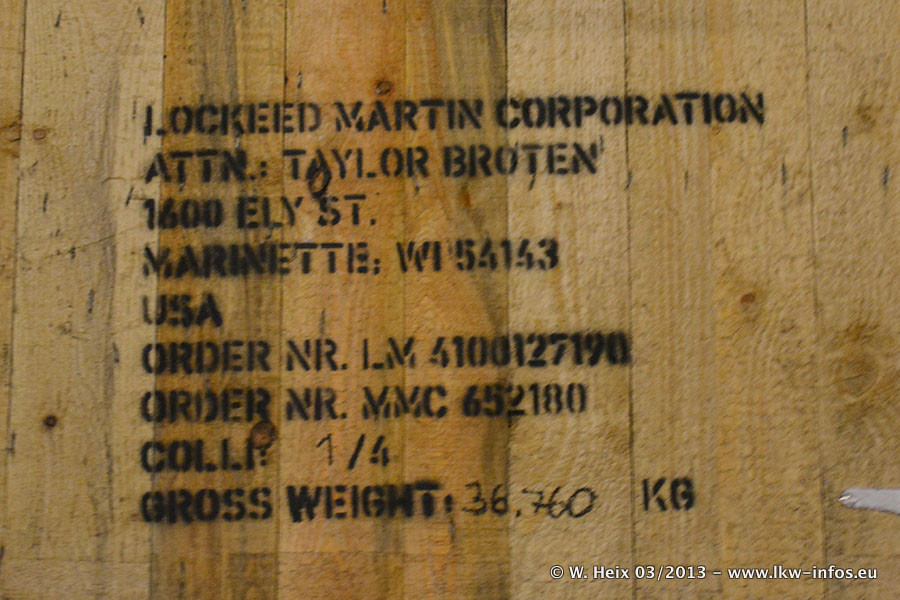 LOCKEED MARTIN CORPORATION
ATTN.: TAYLOR BROTEN
1600 ELY ST.
MARINETTE; WI 54143
USA
ORDER NR. LM 4100127190
ORDER NR. MMC 652180
COLLI: 1/4
GROSS WEIGHT: 38.760 KG
© W. Heix 03/2013 - www.lkw-infos.eu